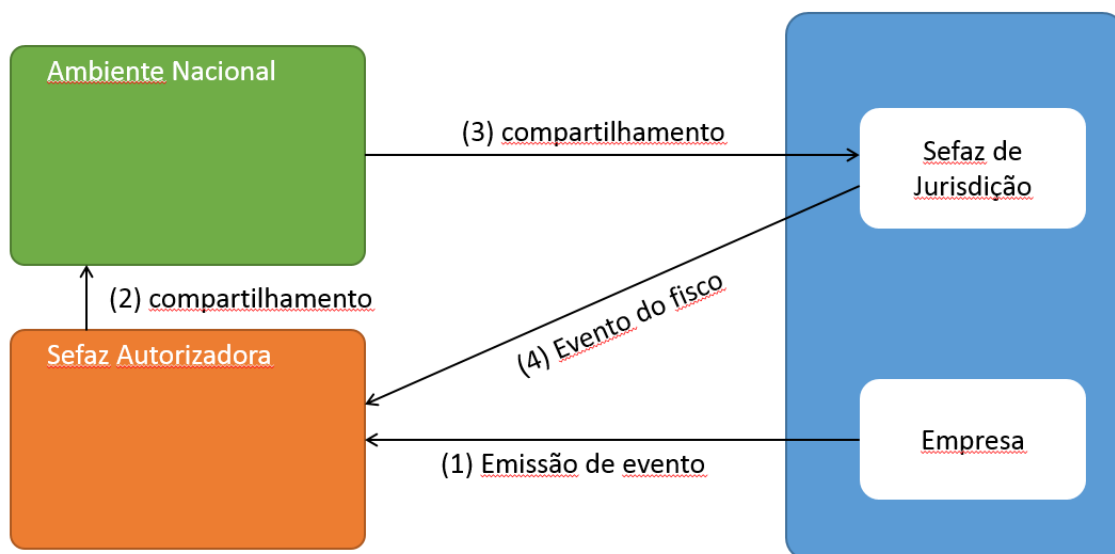 Ambiente Nacional
(3) compartilhamento
Sefaz de
Jurisdição
(2) compartilhamento
Sefaz Autorizadora
(4) Evento do fisco
Empresa
(1) Emissão de evento